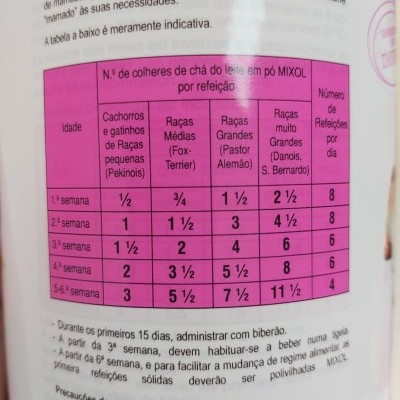 "mamado" às suas necessidades.
A tabela a baixo é meramente indicativa.
Idade
N.º de colheres de chá do leite em pó MIXOL
por refeição
Número
de
Refeições
por
dia
Cachorros
e gatinhos
de Raças
pequenas
(Pekinois)
Raças
Médias
(Fox-
Terrier)
Raças
Grandes
(Pastor
Alemão)
Raças
muito
Grandes
(Danois,
S. Bernardo)
1.ª semana ½ ¾ 1 ½ 2 ½ 8
2.ª semana 1 1 ½ 3 4 ½ 8
3.ª semana 1 ½ 2 4 6 6
4.ª semana 2 3 ½ 5 ½ 8 6
5-6.ª semana 3 5 ½ 7 ½ 11 ½ 4
- Durante os primeiros 15 dias, administrar com biberão.
- A partir da 3ª semana, devem habituar-se a beber numa tigela.
- A partir da 6ª semana, e para facilitar a mudança de regime alimentar, as
primeira refeições sólidas deverão ser polvilhadas MIXOL